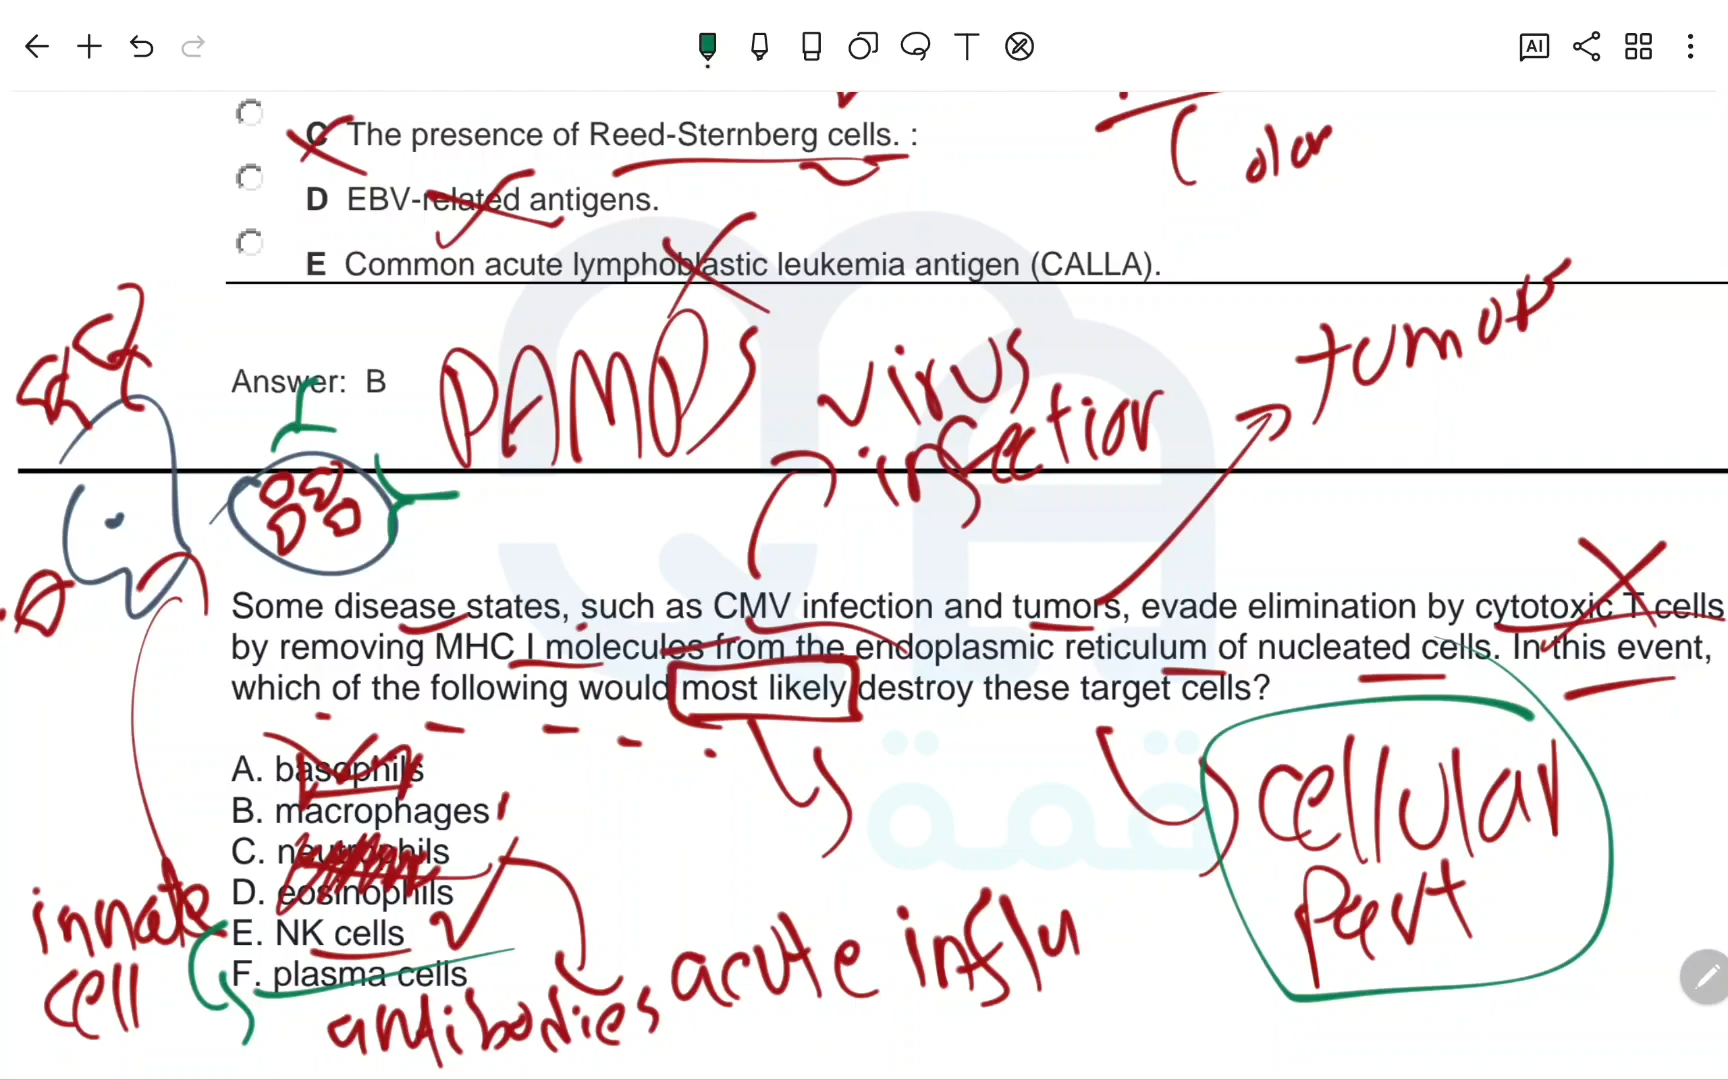 AI
T
C The presence of Reed-Sternberg cells. :
D EBV-related antigens.
E Common acute lymphoblastic leukemia antigen (CALLA).
Answer: B
PAMPs
virus
infection
tumors
Some disease states, such as CMV infection and tumors, evade elimination by cytotoxic T cells
by removing MHC I molecules from the endoplasmic reticulum of nucleated cells. In this event,
which of the following would most likely destroy these target cells?
A. basophils
B. macrophages
C. neutrophils
D. eosinophils
E. NK cells
F. plasma cells
innate
cell
antibodies
acute influ
cellular
part
قمة